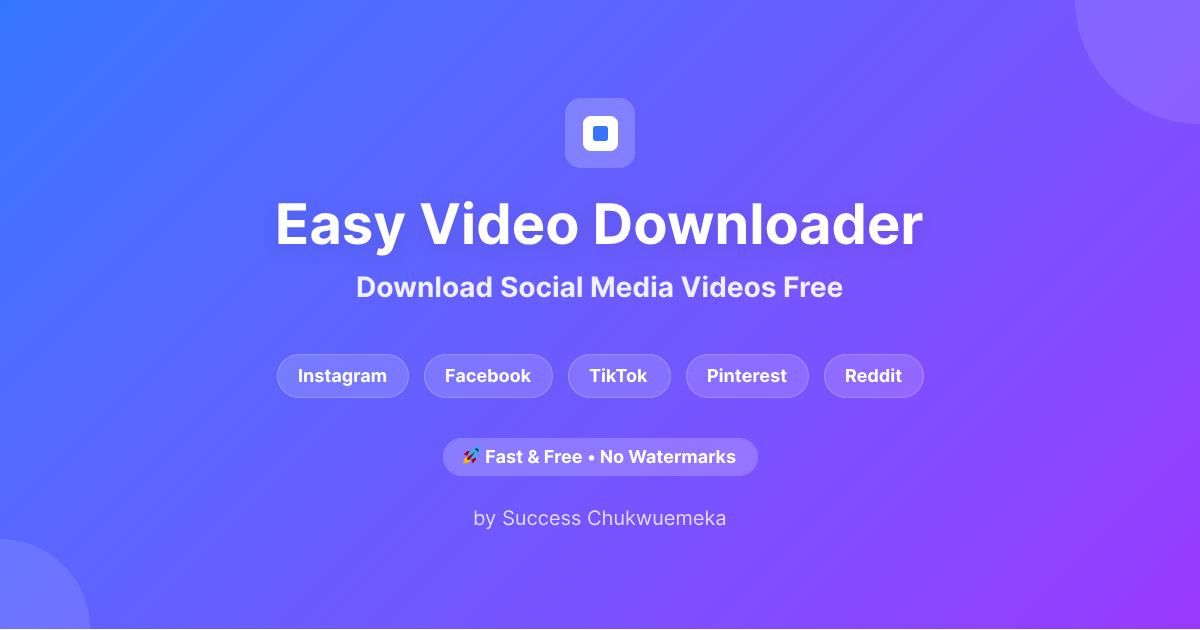 Easy Video Downloader
Download Social Media Videos Free
Instagram Facebook TikTok Pinterest Reddit
🚀 Fast & Free • No Watermarks
by Success Chukwuemeka